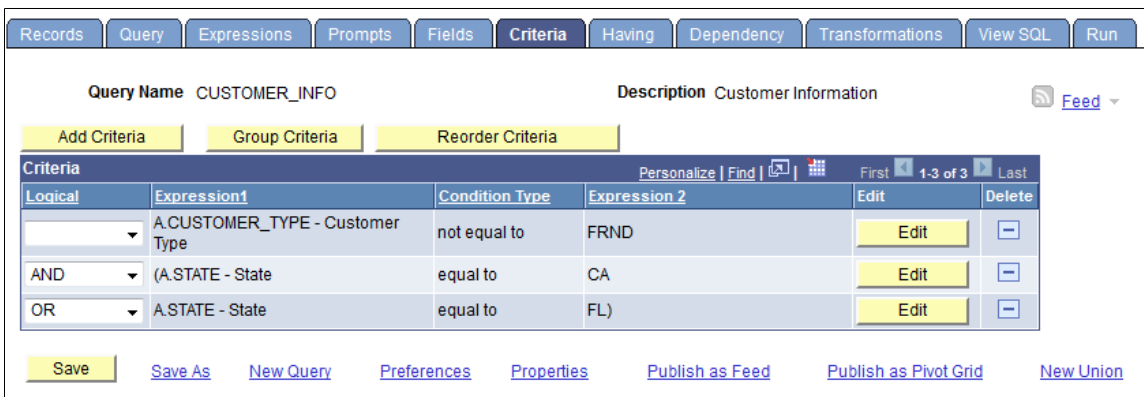 Records Query Expressions Prompts Fields Criteria Having Dependency Transformations View SQL Run
Query Name CUSTOMER_INFO Description Customer Information Feed
Add Criteria Group Criteria Reorder Criteria
Criteria Personalize | Find | | First 1-3 of 3 Last
Logical Expression1 Condition Type Expression 2 Edit Delete
A.CUSTOMER_TYPE - Customer
Type not equal to FRND Edit
AND (A.STATE - State equal to CA Edit
OR A.STATE - State equal to FL) Edit
Save Save As New Query Preferences Properties Publish as Feed Publish as Pivot Grid New Union